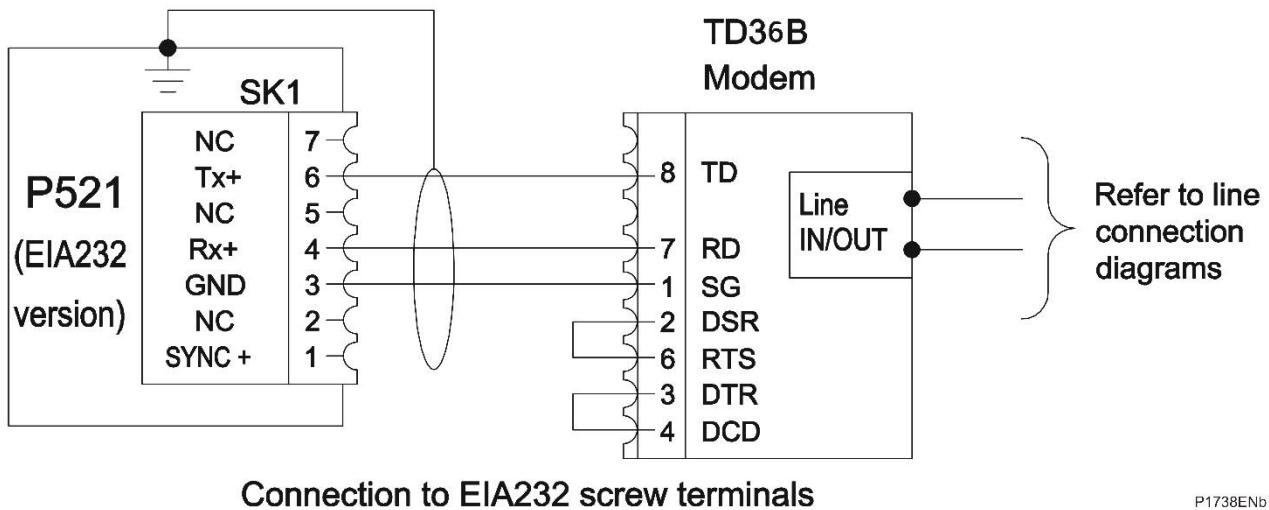 TD36B
Modem
SK1
P521
(EIA232
version)
NC 7
Tx+ 6
NC 5
Rx+ 4
GND 3
NC 2
SYNC + 1
8 TD
7 RD
1 SG
2 DSR
6 RTS
3 DTR
4 DCD
Line
IN/OUT
Refer to line
connection
diagrams
Connection to EIA232 screw terminals
P1738ENb